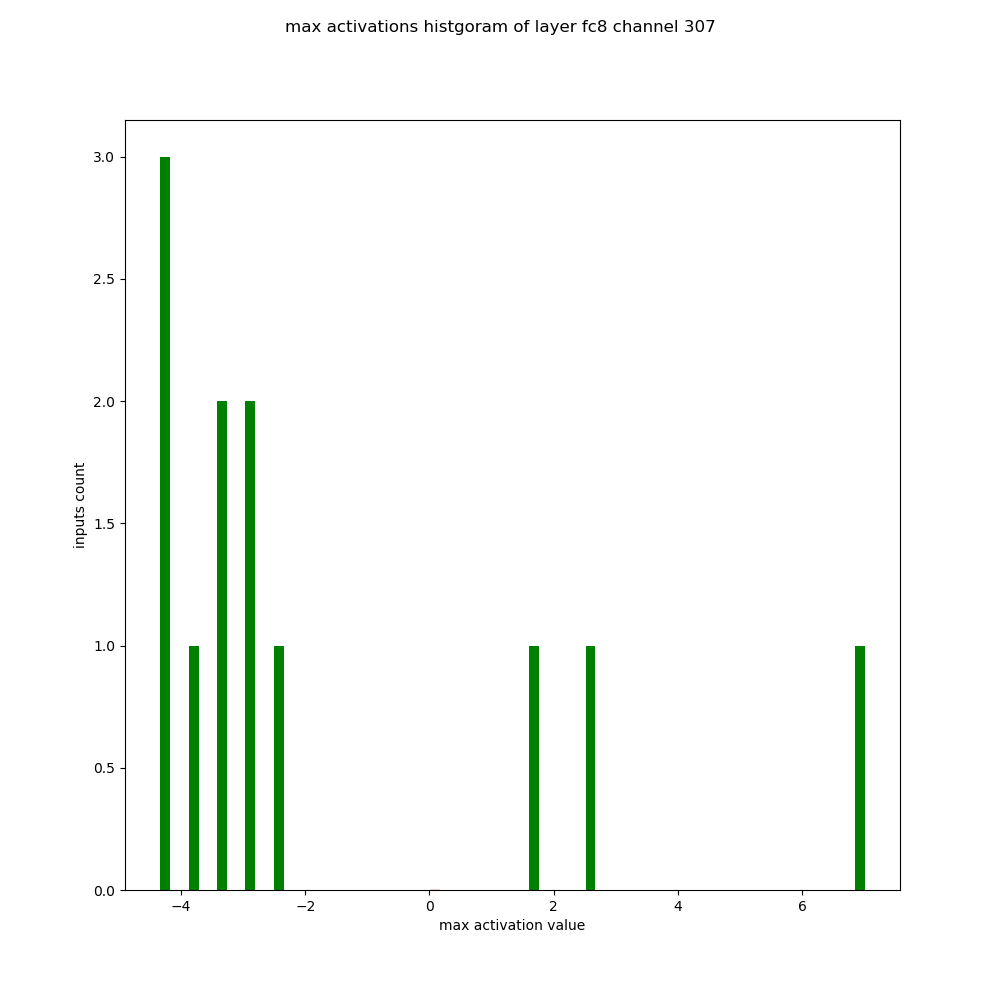 max activations histgoram of layer fc8 channel 307
3.0
2.5
2.0
1.5
1.0
0.5
0.0
inputs count
−4 −2 0 2 4 6
max activation value